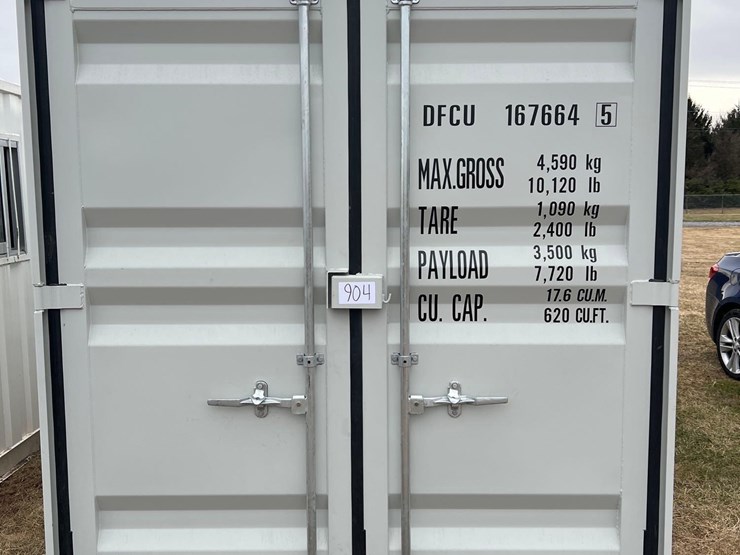 DFCU 167664 5
MAX.GROSS 4,590 kg
10,120 lb
TARE 1,090 kg
2,400 lb
PAYLOAD 3,500 kg
7,720 lb
CU. CAP. 17.6 CU.M.
620 CU.FT.
904